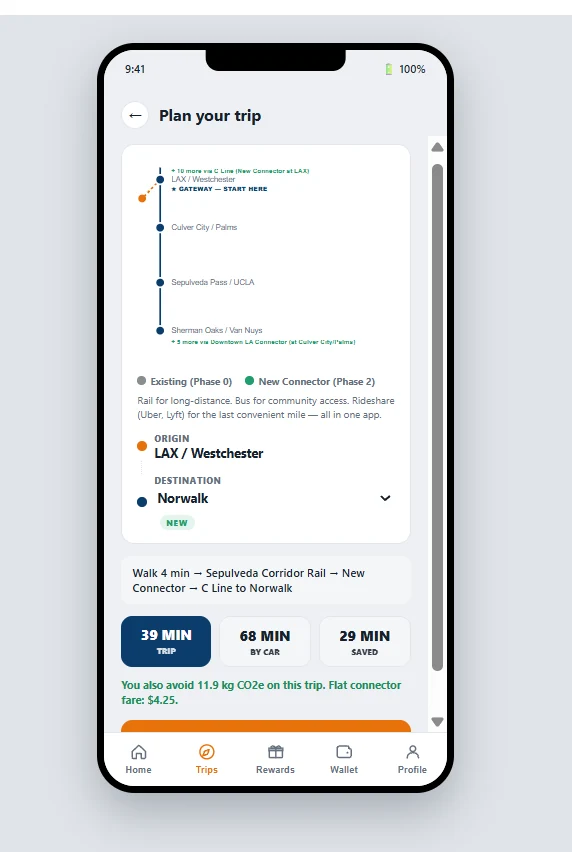 9:41
100%
← Plan your trip
+ 10 more via C Line (New Connector at LAX)
LAX / Westchester
★ GATEWAY — START HERE
Culver City / Palms
Sepulveda Pass / UCLA
Sherman Oaks / Van Nuys
+ 5 more via Downtown LA Connector (at Culver City/Palms)
Existing (Phase 0) New Connector (Phase 2)
Rail for long-distance. Bus for community access. Rideshare
(Uber, Lyft) for the last convenient mile — all in one app.
ORIGIN
LAX / Westchester
DESTINATION
Norwalk
NEW
Walk 4 min → Sepulveda Corridor Rail → New
Connector → C Line to Norwalk
39 MIN 68 MIN 29 MIN
TRIP BY CAR SAVED
You also avoid 11.9 kg CO2e on this trip. Flat connector
fare: $4.25.
Home Trips Rewards Wallet Profile